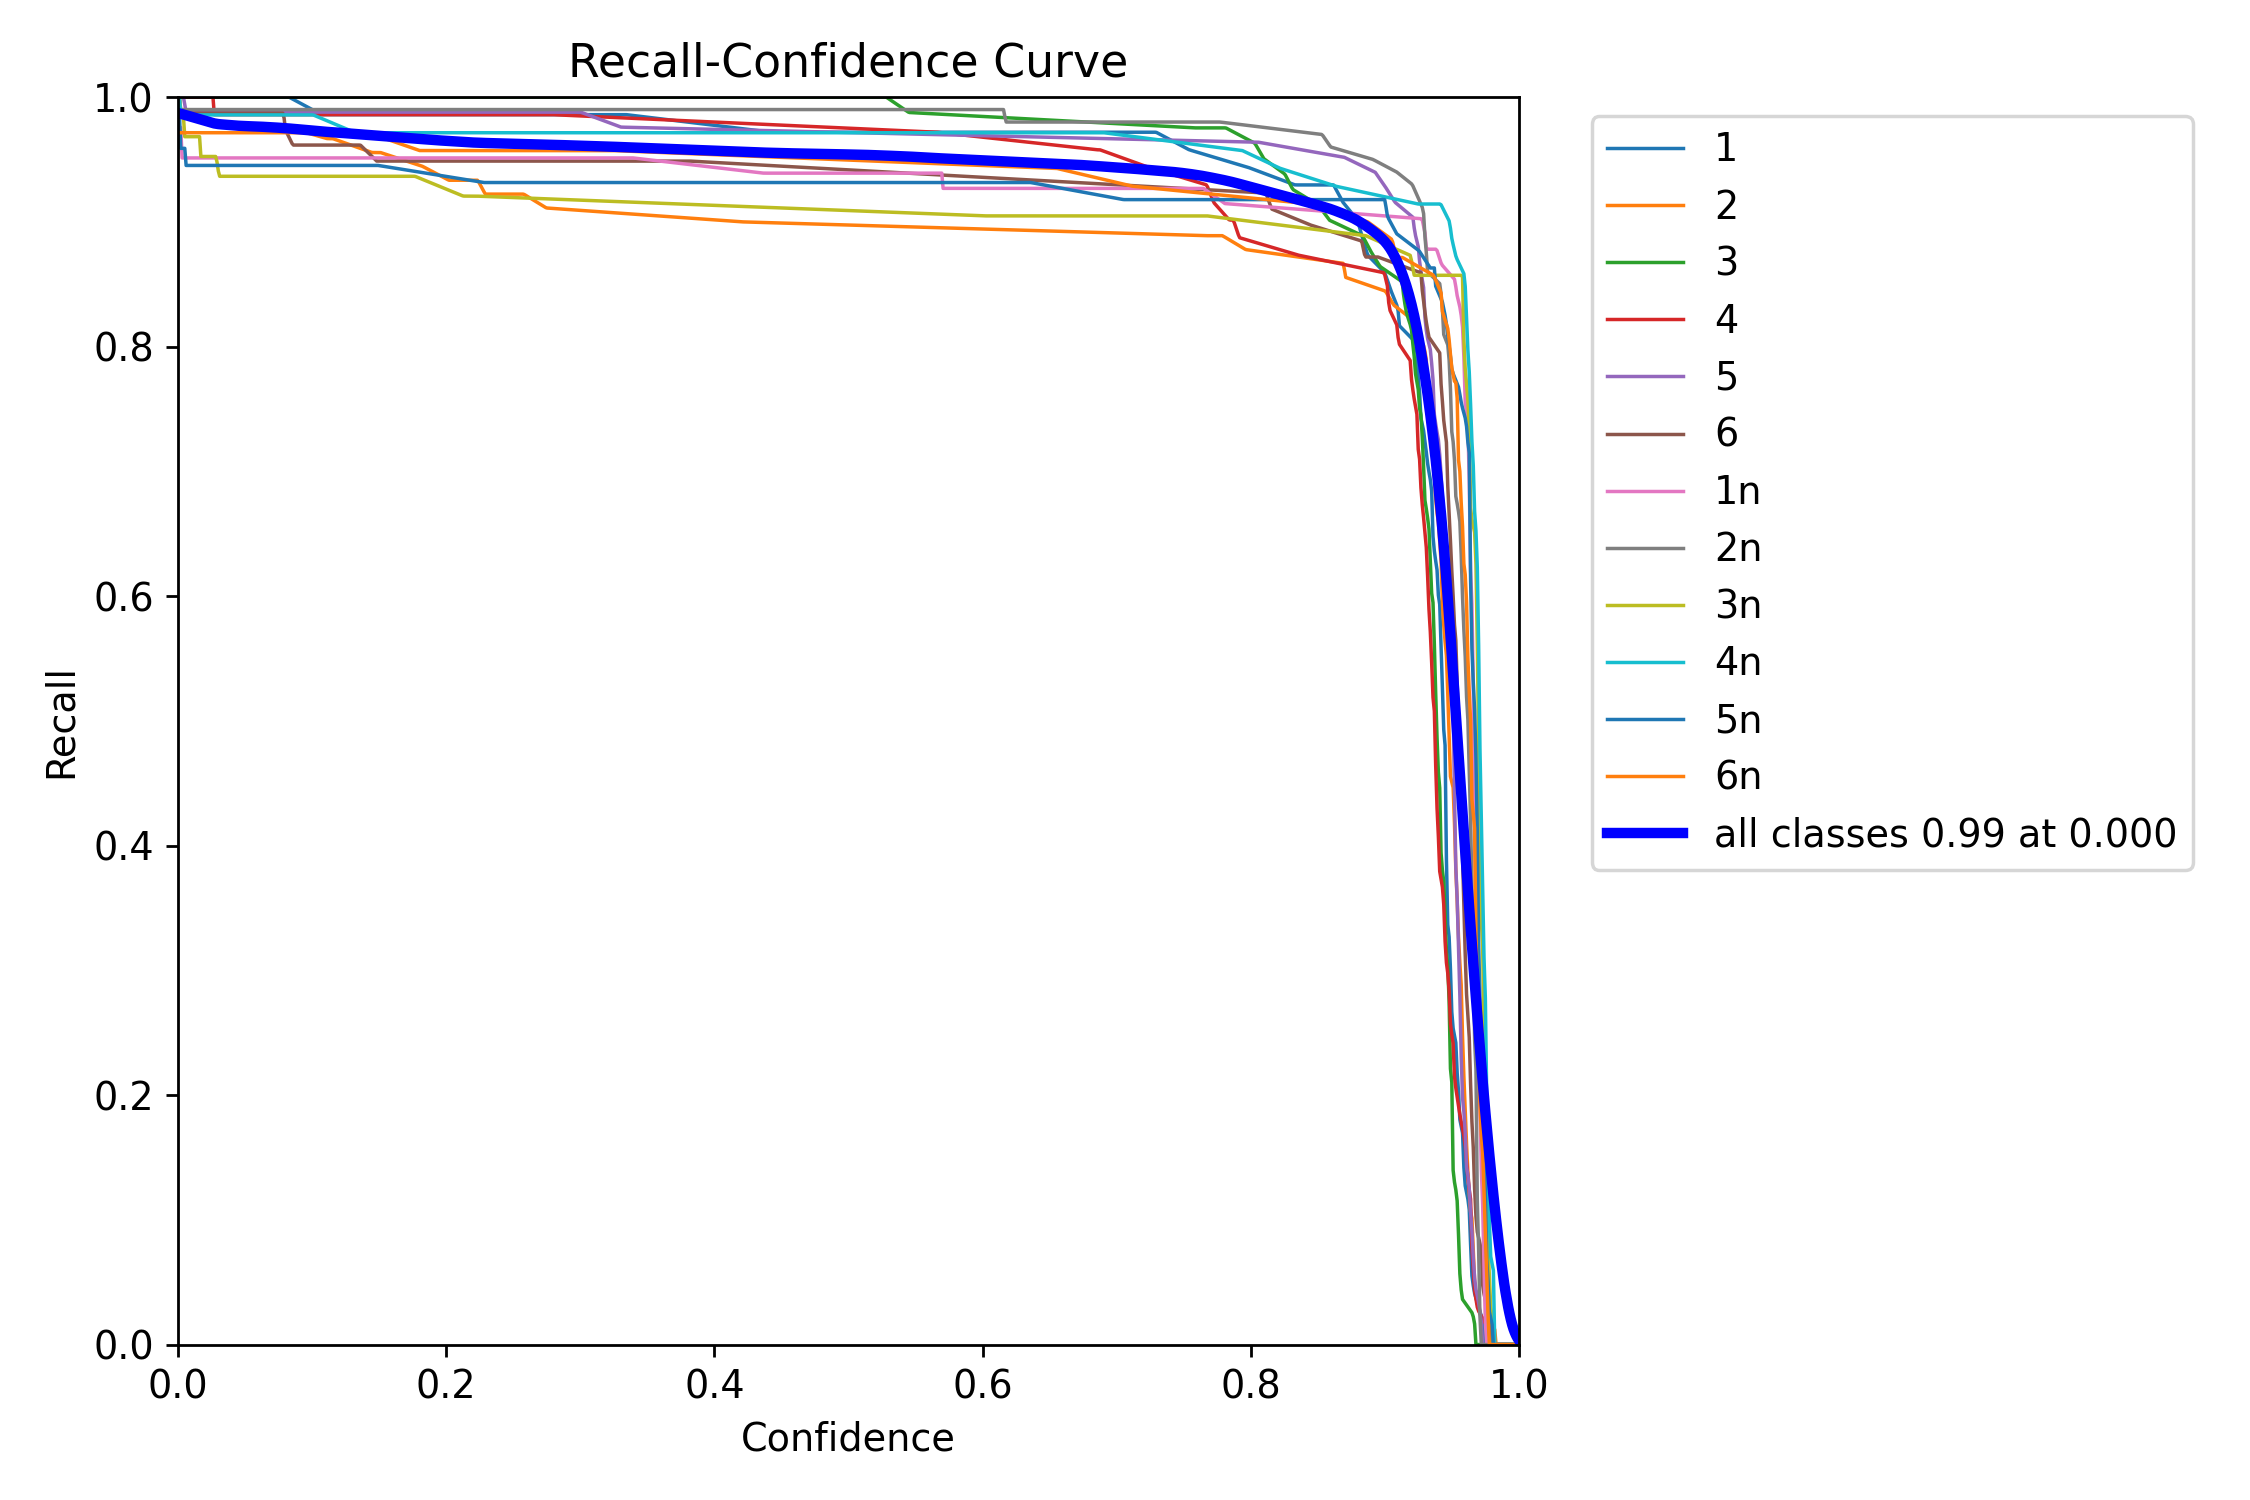 Recall-Confidence Curve
1.0
0.8
0.6
0.4
0.2
0.0
Recall
0.0 0.2 0.4 0.6 0.8 1.0
Confidence
1
2
3
4
5
6
1n
2n
3n
4n
5n
6n
all classes 0.99 at 0.000